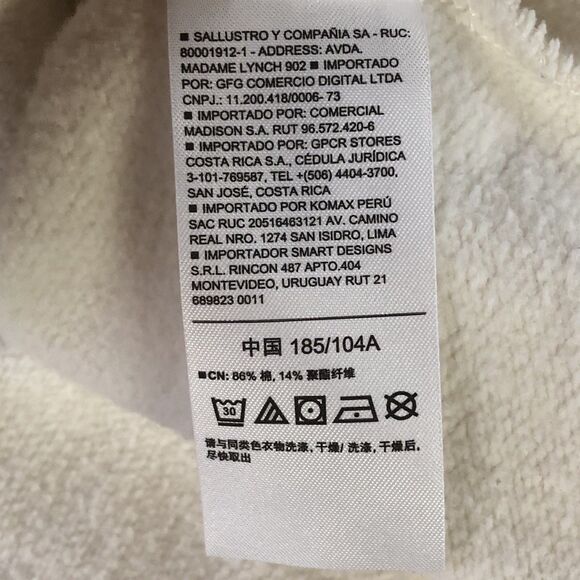 ■ SALLUSTRO Y COMPAÑIA SA - RUC:
80001912-1 - ADDRESS: AVDA.
MADAME LYNCH 902 ■ IMPORTADO
POR: GFG COMERCIO DIGITAL LTDA
CNPJ.: 11.200.418/0006- 73
■ IMPORTADO POR: COMERCIAL
MADISON S.A. RUT 96.572.420-6
■ IMPORTADO POR: GPCR STORES
COSTA RICA S.A., CÉDULA JURÍDICA
3-101-769587, TEL +(506) 4404-3700,
SAN JOSÉ, COSTA RICA
■ IMPORTADO POR KOMAX PERÚ
SAC RUC 20516463121 AV. CAMINO
REAL NRO. 1274 SAN ISIDRO, LIMA
■ IMPORTADOR SMART DESIGNS
S.R.L. RINCON 487 APTO.404
MONTEVIDEO, URUGUAY RUT 21
689823 0011
中国 185/104A
■CN: 86% 棉, 14% 聚酯纤维
30
请与同类色衣物洗涤, 干燥/ 洗涤, 干燥后,
尽快取出